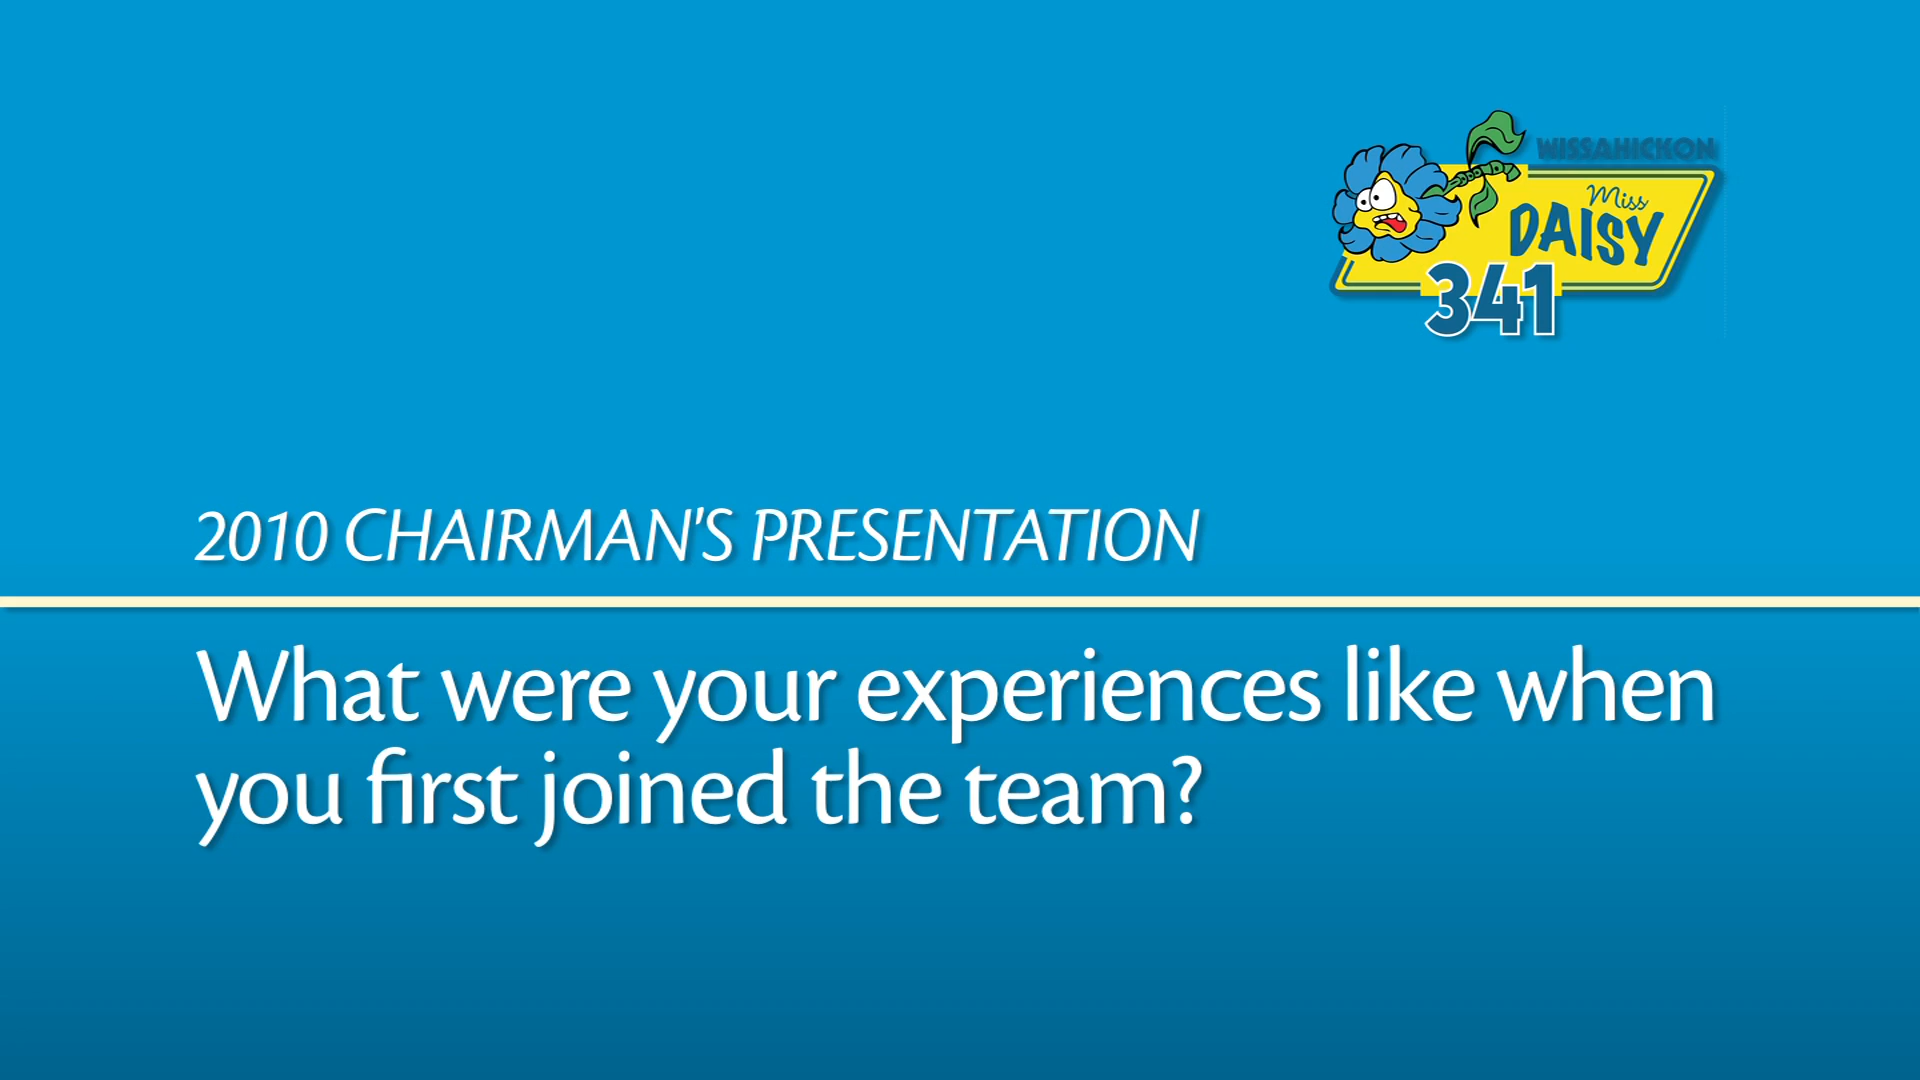 WISSAHICKON
Miss
DAISY
341
2010 CHAIRMAN'S PRESENTATION
What were your experiences like when
you first joined the team?